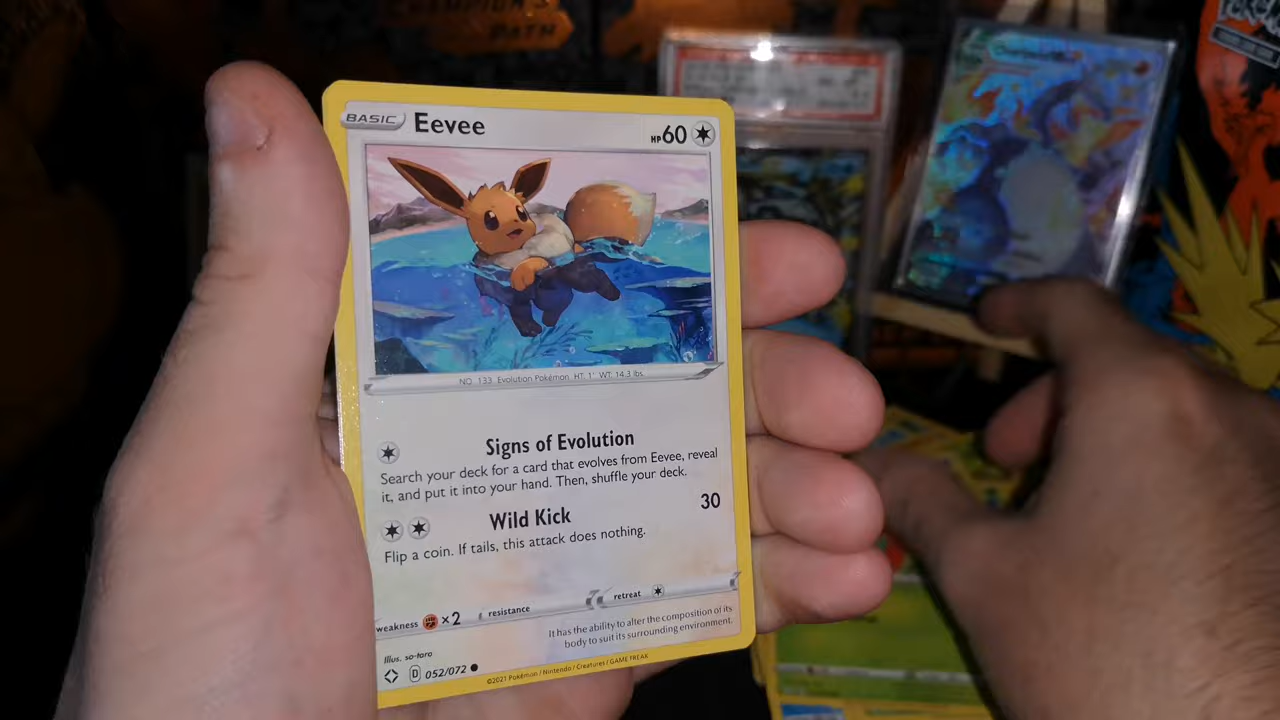 CHAMPION'S
PATH
BASIC Eevee HP 60
NO. 133 Evolution Pokémon HT: 1' WT: 14.3 lbs.
Signs of Evolution
Search your deck for a card that evolves from Eevee, reveal
it, and put it into your hand. Then, shuffle your deck.
Wild Kick 30
Flip a coin. If tails, this attack does nothing.
weakness ×2 resistance retreat
It has the ability to alter the composition of its
body to suit its surrounding environment.
Illus. so-taro
D 052/072
©2021 Pokémon / Nintendo / Creatures / GAME FREAK